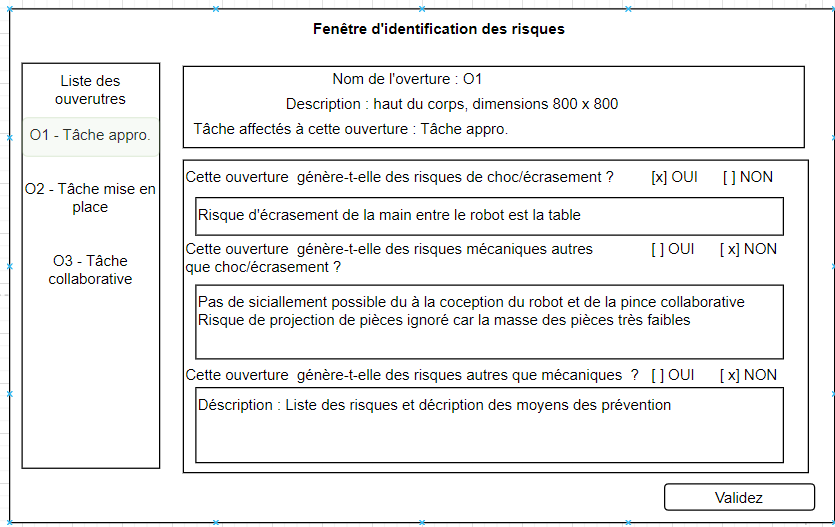 Fenêtre d'identification des risques
Liste des
ouverutres
O1 - Tâche appro.
O2 - Tâche mise en
place
O3 - Tâche
collaborative
Nom de l'overture : O1
Description : haut du corps, dimensions 800 x 800
Tâche affectés à cette ouverture : Tâche appro.
Cette ouverture génère-t-elle des risques de choc/écrasement ? [x] OUI [ ] NON
Risque d'écrasement de la main entre le robot est la table
Cette ouverture génère-t-elle des risques mécaniques autres [ ] OUI [ x] NON
que choc/écrasement ?
Pas de siciallement possible du à la coception du robot et de la pince collaborative
Risque de projection de pièces ignoré car la masse des pièces très faibles
Cette ouverture génère-t-elle des risques autres que mécaniques ? [ ] OUI [ x] NON
Déscription : Liste des risques et décription des moyens des prévention
Validez